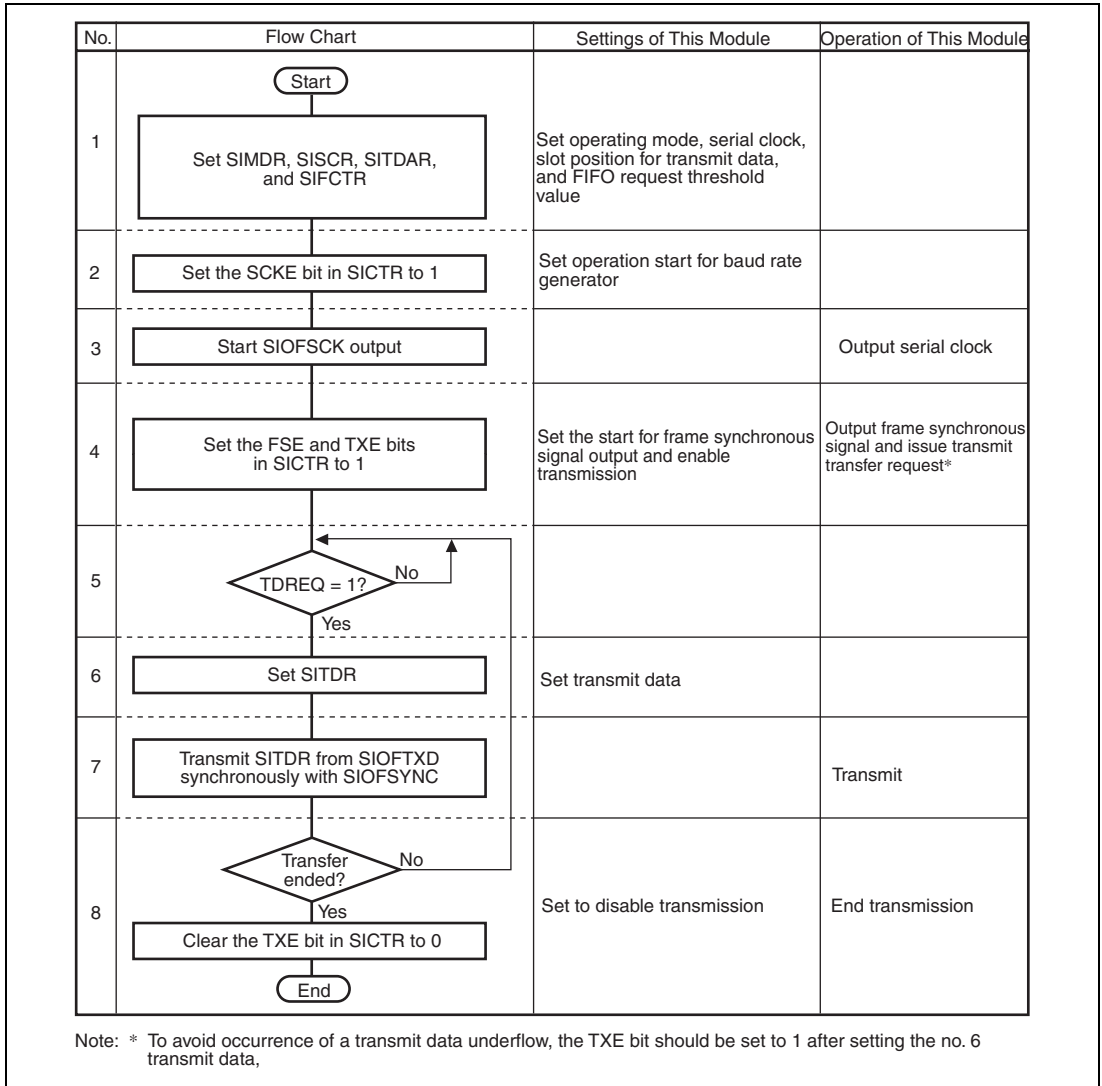 No.
Flow Chart
Settings of This Module
Operation of This Module
Start
1
Set SIMDR, SISCR, SITDAR,
and SIFCTR
Set operating mode, serial clock,
slot position for transmit data,
and FIFO request threshold
value
2
Set the SCKE bit in SICTR to 1
Set operation start for baud rate
generator
3
Start SIOFSCK output
Output serial clock
4
Set the FSE and TXE bits
in SICTR to 1
Set the start for frame synchronous
signal output and enable
transmission
Output frame synchronous
signal and issue transmit
transfer request*
5
TDREQ = 1?
No
Yes
6
Set SITDR
Set transmit data
7
Transmit SITDR from SIOFTXD
synchronously with SIOFSYNC
Transmit
8
Transfer
ended?
No
Yes
Set to disable transmission
End transmission
Clear the TXE bit in SICTR to 0
End
Note: * To avoid occurrence of a transmit data underflow, the TXE bit should be set to 1 after setting the no. 6
transmit data,